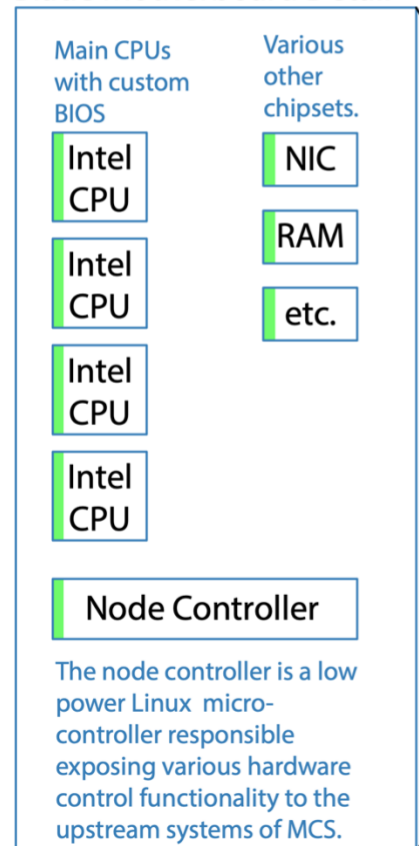 Main CPUs
with custom
BIOS
Intel
CPU
Intel
CPU
Intel
CPU
Intel
CPU
Various
other
chipsets.
NIC
RAM
etc.
Node Controller
The node controller is a low
power Linux micro-
controller responsible
exposing various hardware
control functionality to the
upstream systems of MCS.